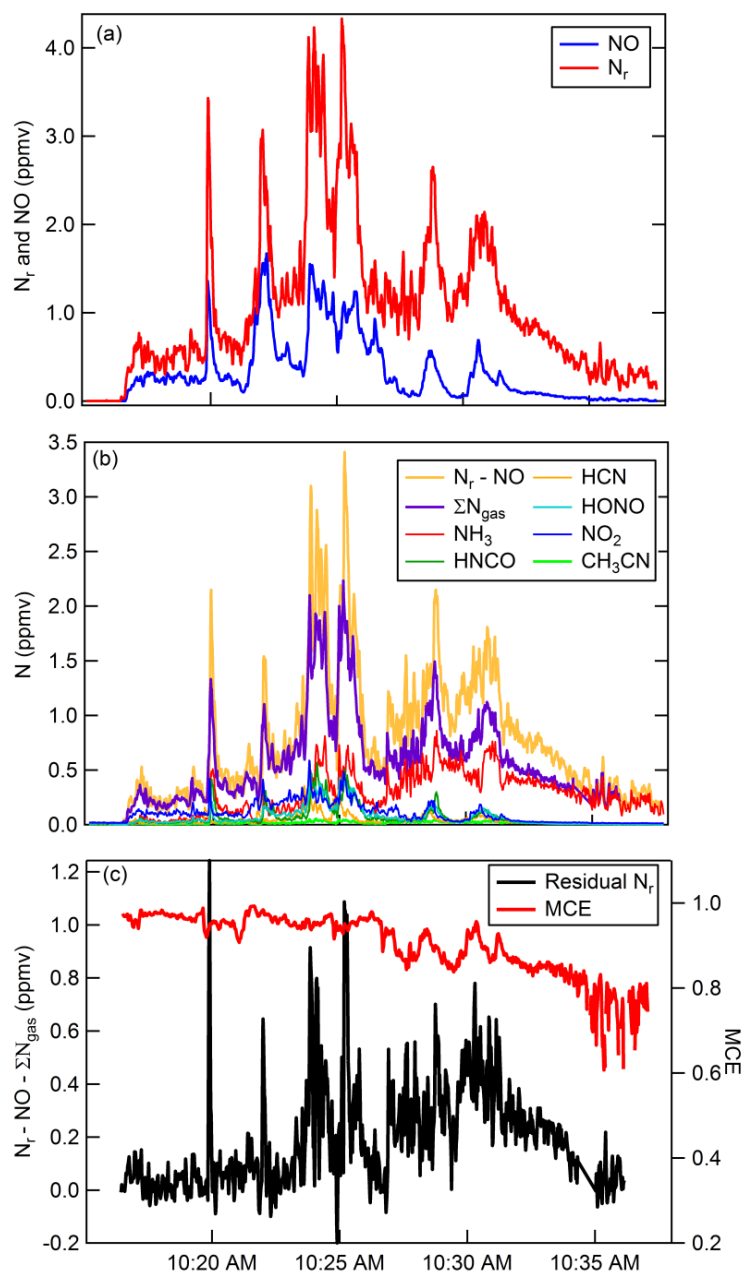 (a)
NO
Nᵣ
4.0
3.0
2.0
1.0
0.0
Nᵣ and NO (ppmv)
(b)
Nᵣ - NO
HCN
ΣN_gas
HONO
NH₃
NO₂
HNCO
CH₃CN
3.5
3.0
2.5
2.0
1.5
1.0
0.5
0.0
N (ppmv)
(c)
Residual Nᵣ
MCE
1.2
1.0
0.8
0.6
0.4
0.2
0.0
-0.2
Nᵣ - NO - ΣN_gas (ppmv)
1.0
0.8
0.6
0.4
0.2
MCE
10:20 AM
10:25 AM
10:30 AM
10:35 AM